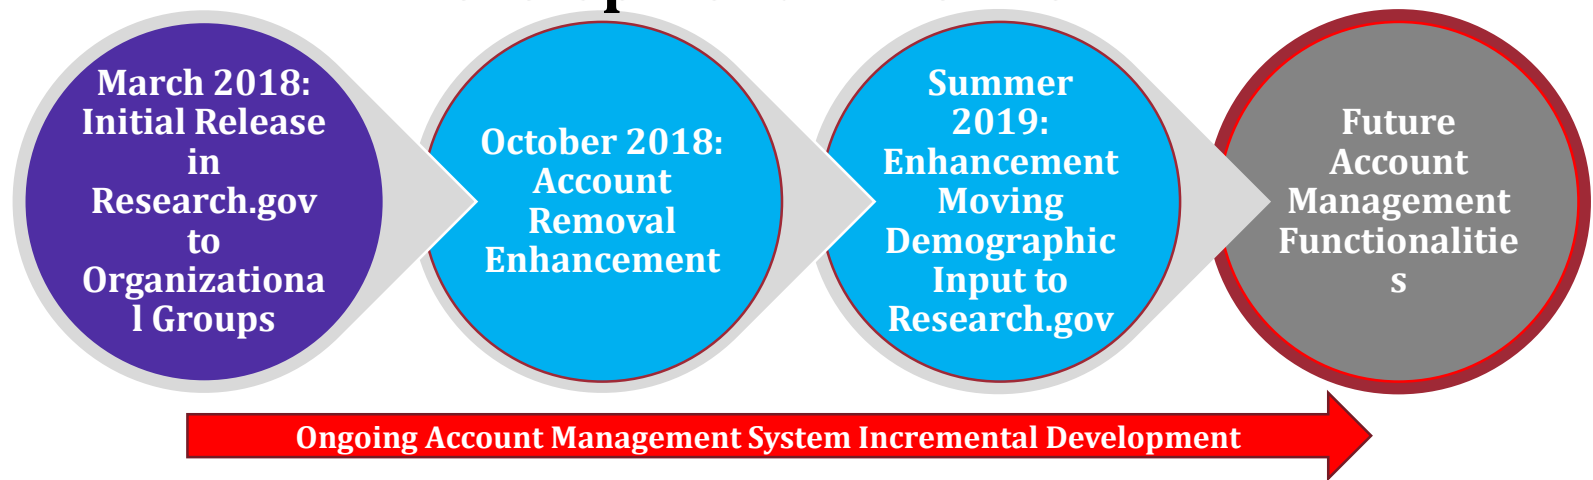 March 2018:
Initial Release
in
Research.gov
to
Organizationa
l Groups
October 2018:
Account
Removal
Enhancement
Summer
2019:
Enhancement
Moving
Demographic
Input to
Research.gov
Future
Account
Management
Functionalitie
s
Ongoing Account Management System Incremental Development